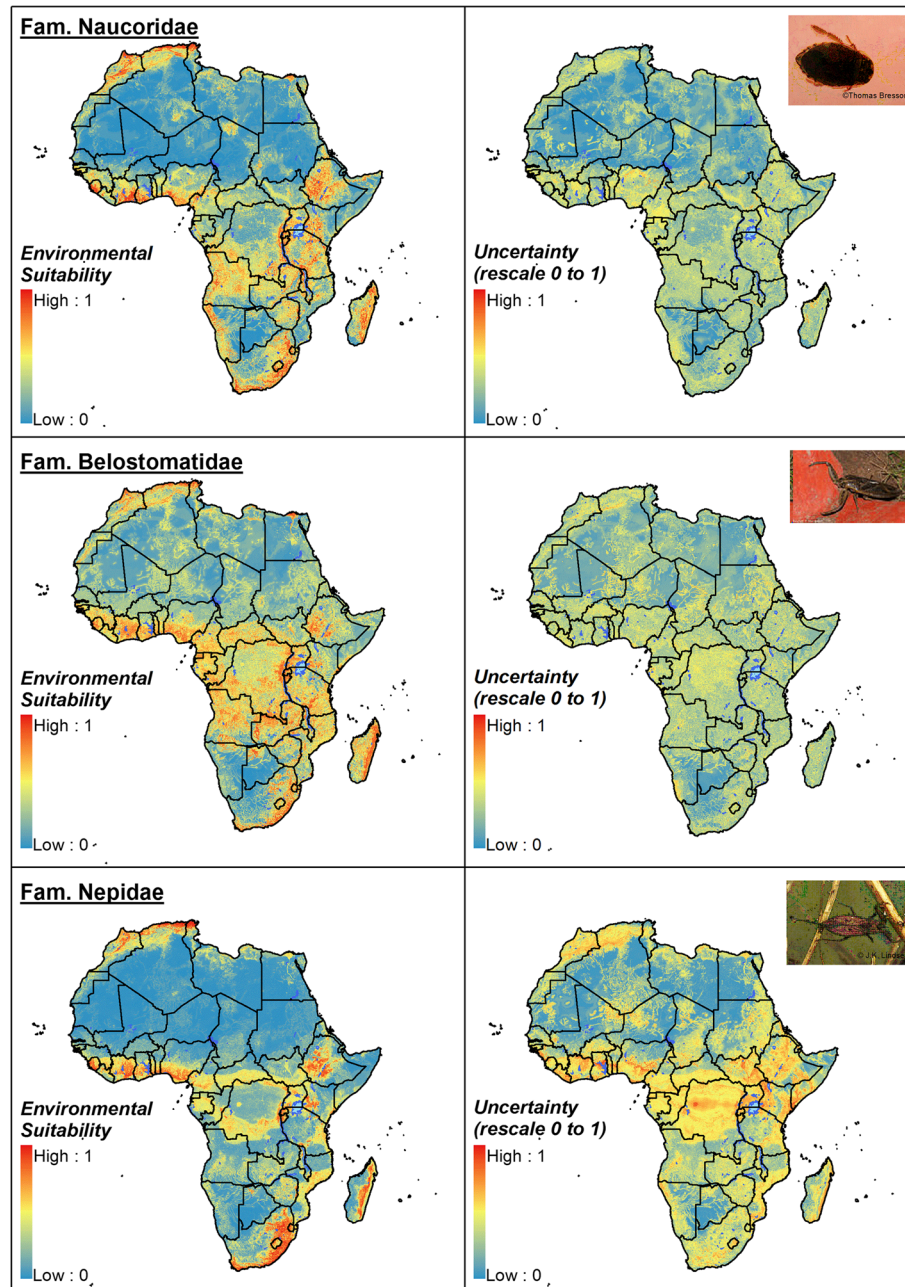 Fam. Naucoridae
©Thomas Bresson
Environmental
Suitability
High : 1
Low : 0
Uncertainty
(rescale 0 to 1)
High : 1
Low : 0
Fam. Belostomatidae
Environmental
Suitability
High : 1
Low : 0
Uncertainty
(rescale 0 to 1)
High : 1
Low : 0
Fam. Nepidae
© J.K. Lindsey
Environmental
Suitability
High : 1
Low : 0
Uncertainty
(rescale 0 to 1)
High : 1
Low : 0